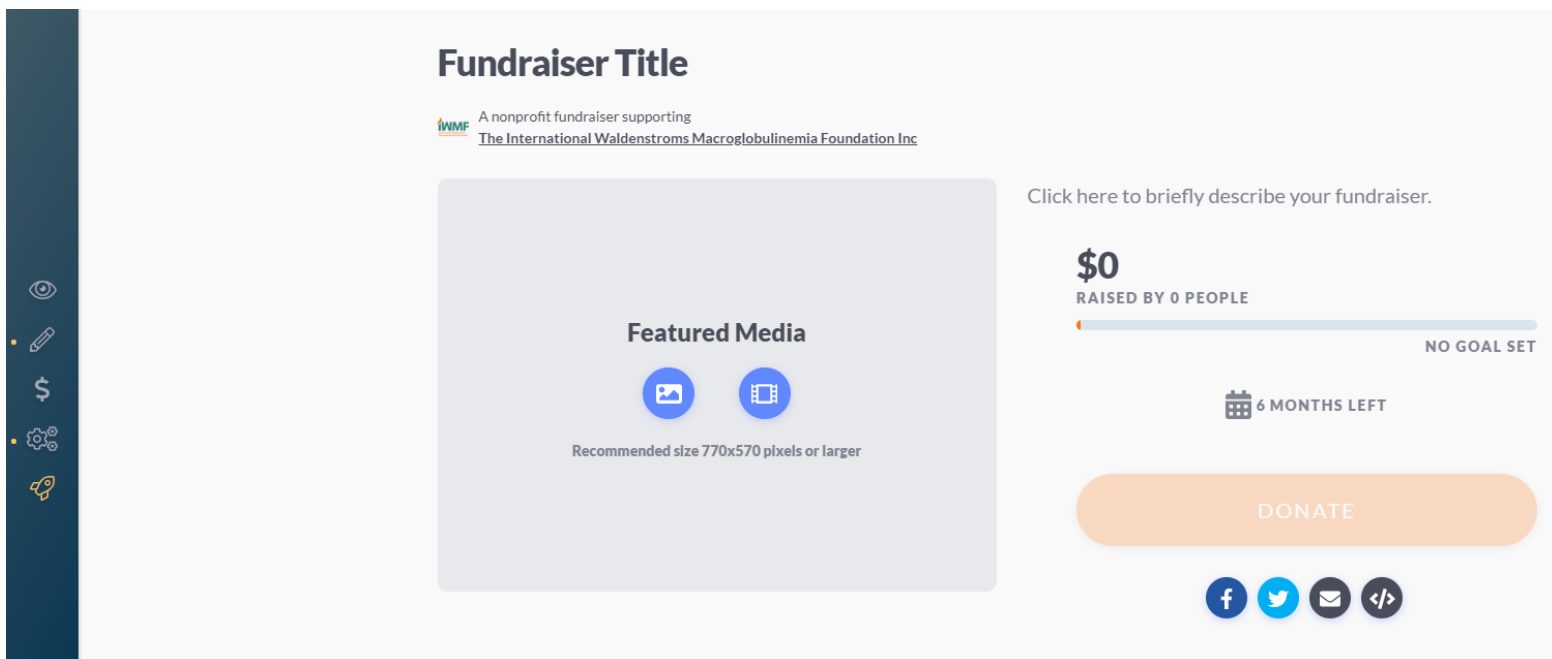 Fundraiser Title
iWMF
A nonprofit fundraiser supporting
The International Waldenstroms Macroglobulinemia Foundation Inc
Click here to briefly describe your fundraiser.
$0
RAISED BY 0 PEOPLE
NO GOAL SET
Featured Media
Recommended size 770x570 pixels or larger
6 MONTHS LEFT
DONATE